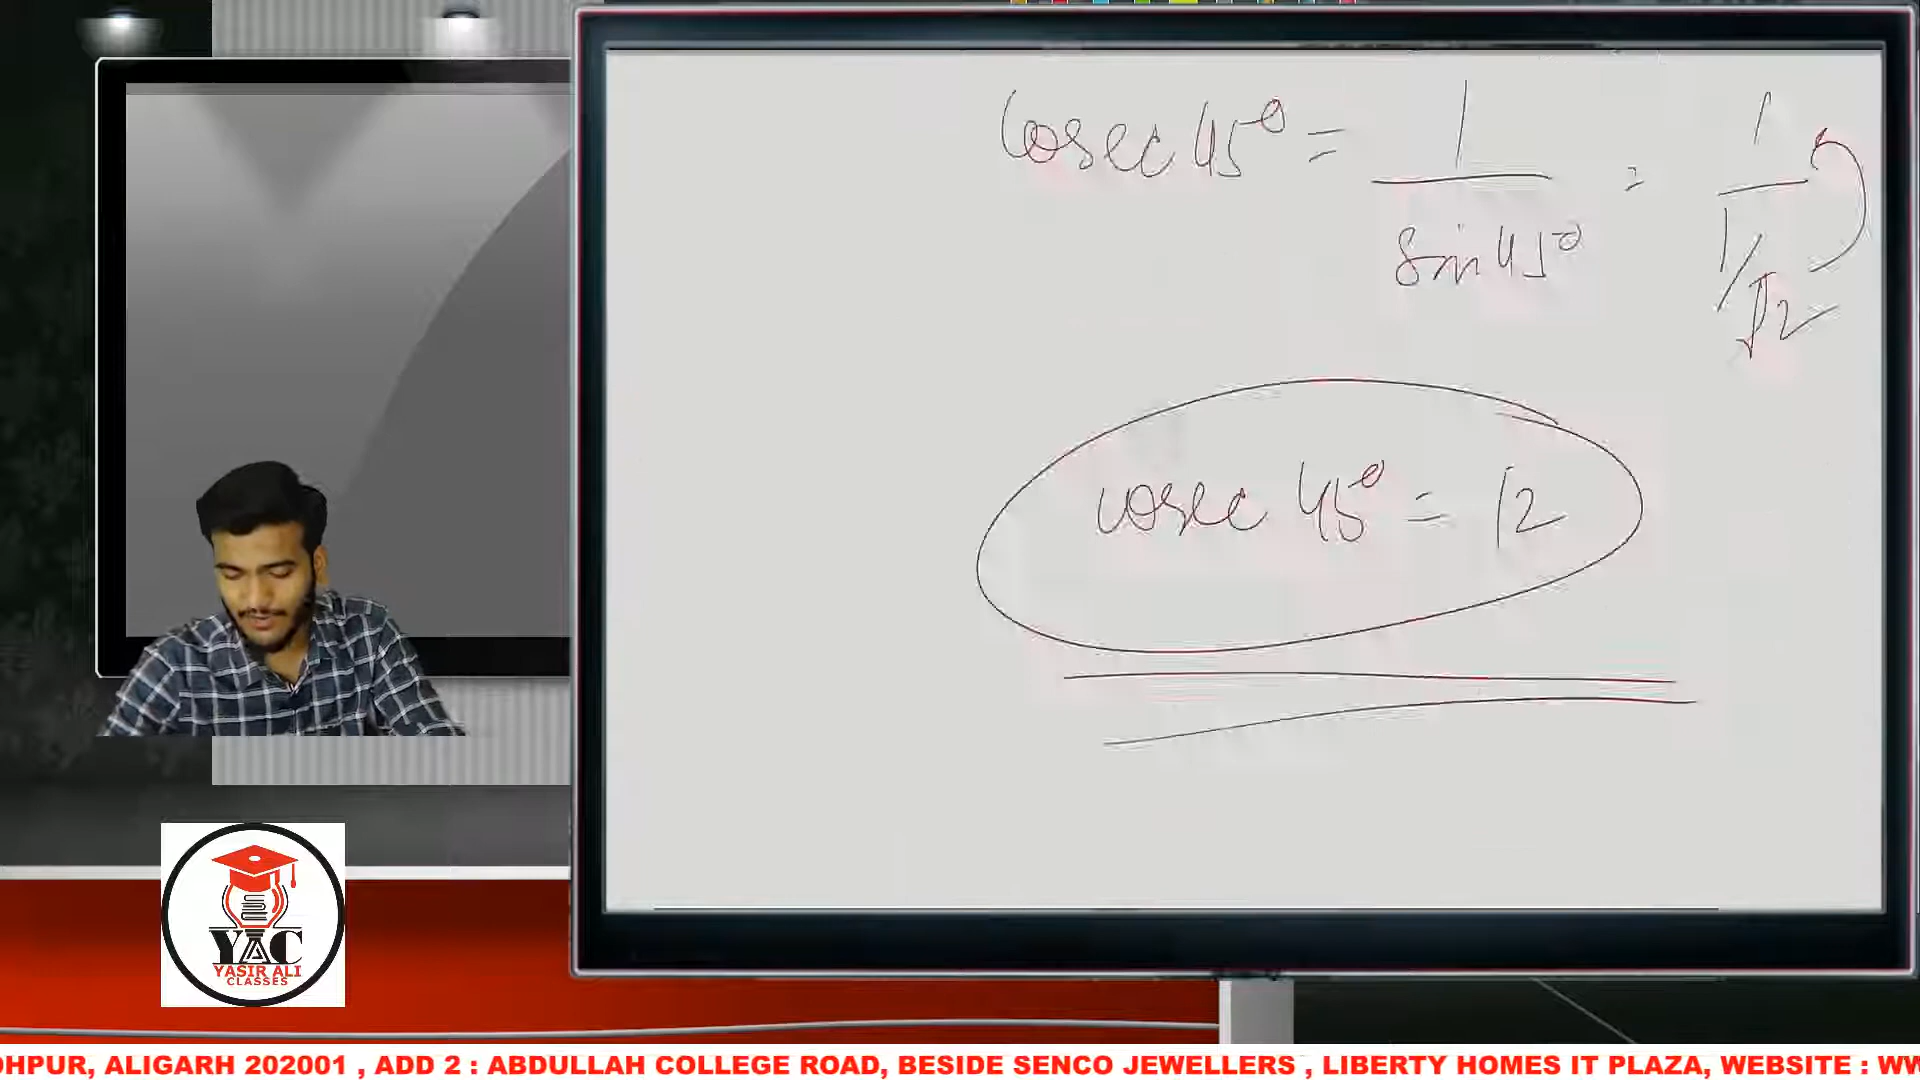 cosec 45° = 1 / sin 45° = 1 / 1/√2
cosec 45° = √2
YAC
YASIR ALI
CLASSES
OHPUR, ALIGARH 202001 , ADD 2 : ABDULLAH COLLEGE ROAD, BESIDE SENCO JEWELLERS , LIBERTY HOMES IT PLAZA, WEBSITE : WW